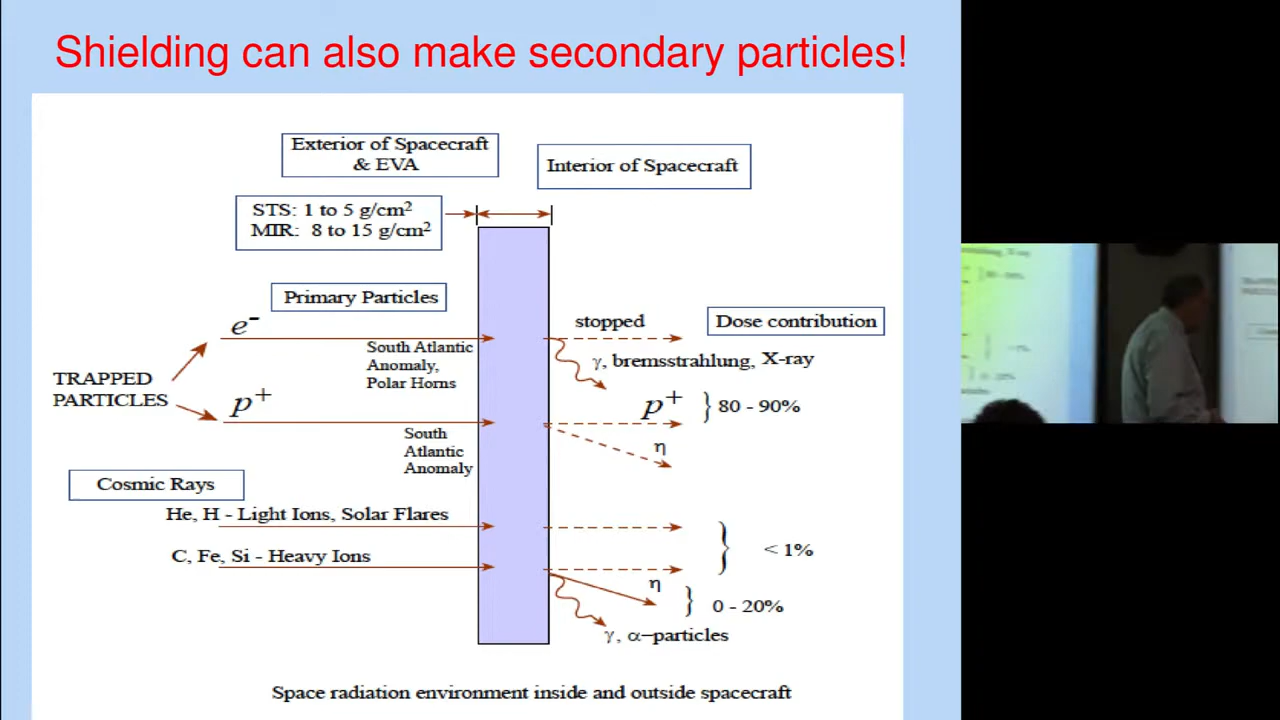 Shielding can also make secondary particles!
Exterior of Spacecraft
& EVA
Interior of Spacecraft
STS: 1 to 5 g/cm²
MIR: 8 to 15 g/cm²
Primary Particles
e⁻
stopped
Dose contribution
South Atlantic
Anomaly,
Polar Horns
γ, bremsstrahlung, X-ray
TRAPPED
PARTICLES
p⁺
p⁺ } 80 - 90%
South
Atlantic
Anomaly
η
Cosmic Rays
He, H - Light Ions, Solar Flares
C, Fe, Si - Heavy Ions
} < 1%
η
} 0 - 20%
γ, α–particles
Space radiation environment inside and outside spacecraft